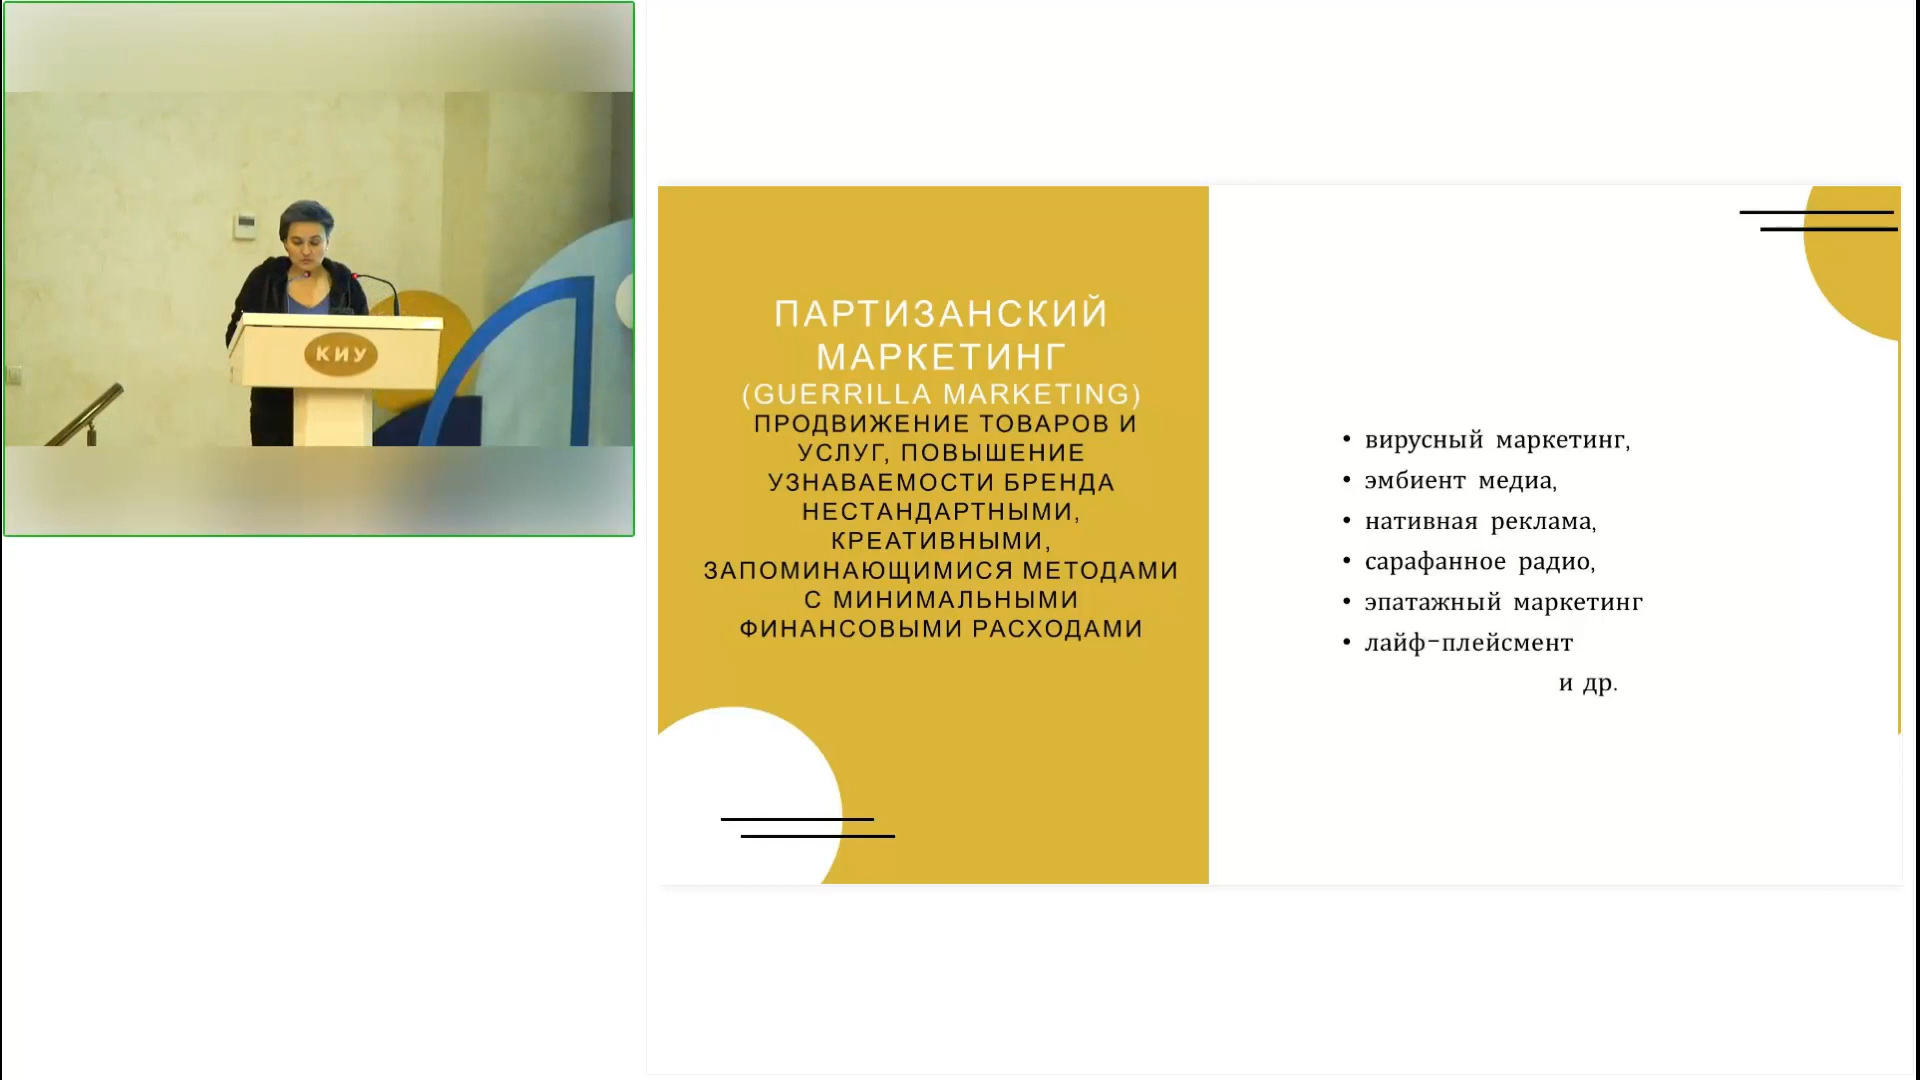 КИУ
ПАРТИЗАНСКИЙ
МАРКЕТИНГ
(GUERRILLA MARKETING)
ПРОДВИЖЕНИЕ ТОВАРОВ И
УСЛУГ, ПОВЫШЕНИЕ
УЗНАВАЕМОСТИ БРЕНДА
НЕСТАНДАРТНЫМИ,
КРЕАТИВНЫМИ,
ЗАПОМИНАЮЩИМИСЯ МЕТОДАМИ
С МИНИМАЛЬНЫМИ
ФИНАНСОВЫМИ РАСХОДАМИ
• вирусный маркетинг,
• эмбиент медиа,
• нативная реклама,
• сарафанное радио,
• эпатажный маркетинг
• лайф-плейсмент
и др.